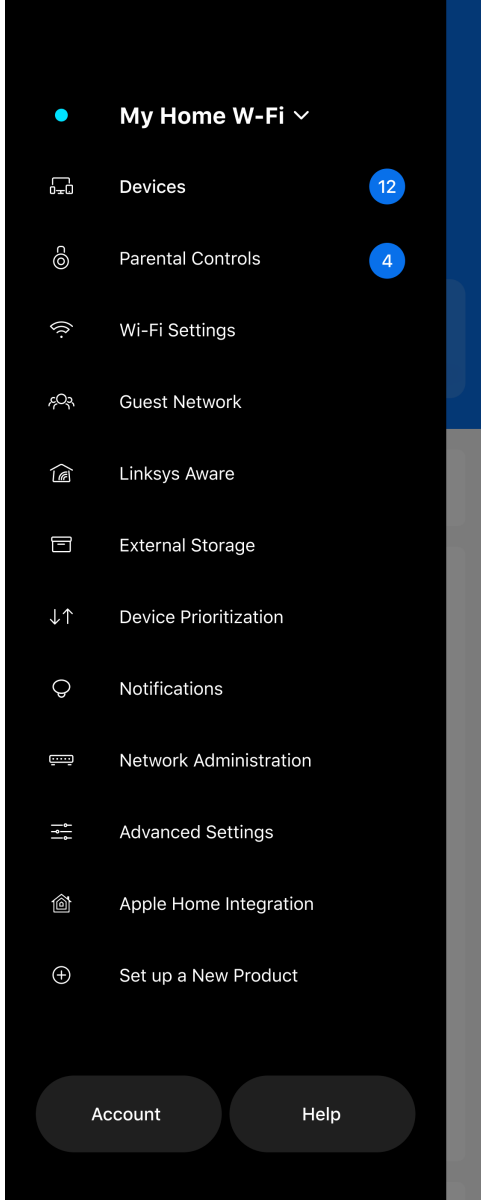 My Home W-Fi
Devices 12
Parental Controls 4
Wi-Fi Settings
Guest Network
Linksys Aware
External Storage
Device Prioritization
Notifications
Network Administration
Advanced Settings
Apple Home Integration
Set up a New Product
Account Help